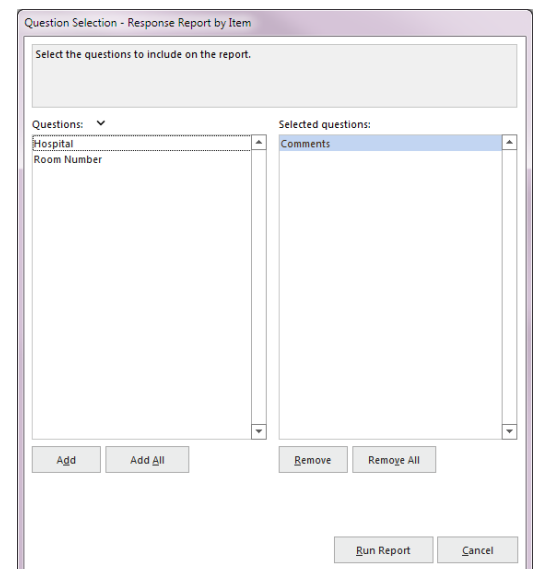 Question Selection - Response Report by Item
Select the questions to include on the report.
Questions:
Selected questions:
Hospital
Room Number
Comments
Add
Add All
Remove
Remove All
Run Report
Cancel